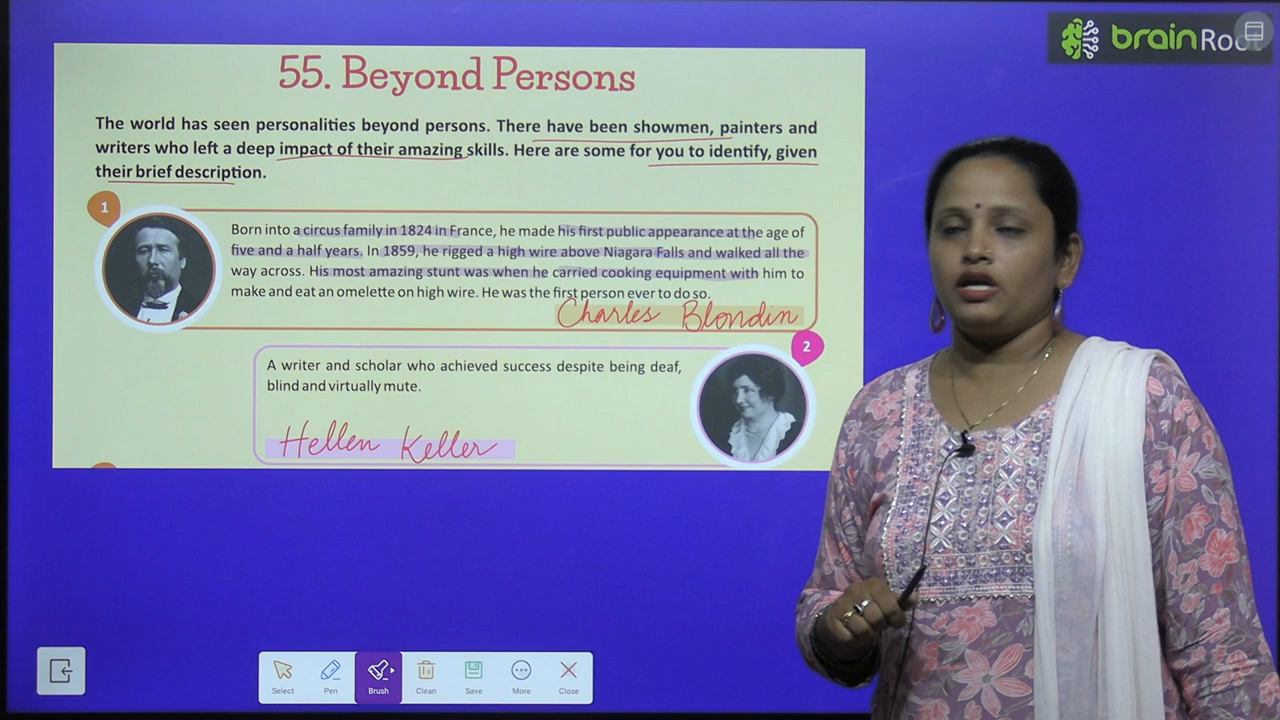 brainRoot
55. Beyond Persons
The world has seen personalities beyond persons. There have been showmen, painters and
writers who left a deep impact of their amazing skills. Here are some for you to identify, given
their brief description.
1
Born into a circus family in 1824 in France, he made his first public appearance at the age of
five and a half years. In 1859, he rigged a high wire above Niagara Falls and walked all the
way across. His most amazing stunt was when he carried cooking equipment with him to
make and eat an omelette on high wire. He was the first person ever to do so.
Charles Blondin
2
A writer and scholar who achieved success despite being deaf,
blind and virtually mute.
Hellen Keller
Select Pen Brush Clean Save More Close